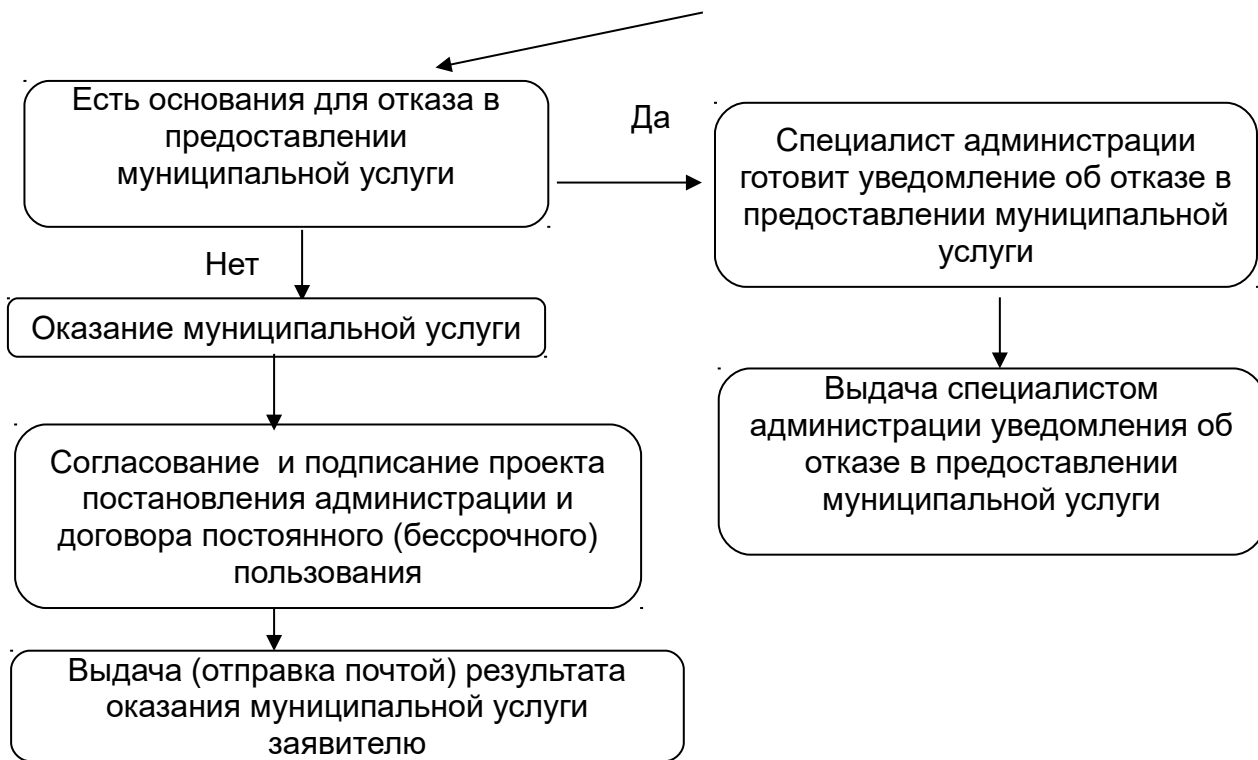 Есть основания для отказа в
предоставлении
муниципальной услуги
Да
Специалист администрации
готовит уведомление об отказе в
предоставлении муниципальной
услуги
Нет
Оказание муниципальной услуги
Выдача специалистом
администрации уведомления об
отказе в предоставлении
муниципальной услуги
Согласование и подписание проекта
постановления администрации и
договора постоянного (бессрочного)
пользования
Выдача (отправка почтой) результата
оказания муниципальной услуги
заявителю